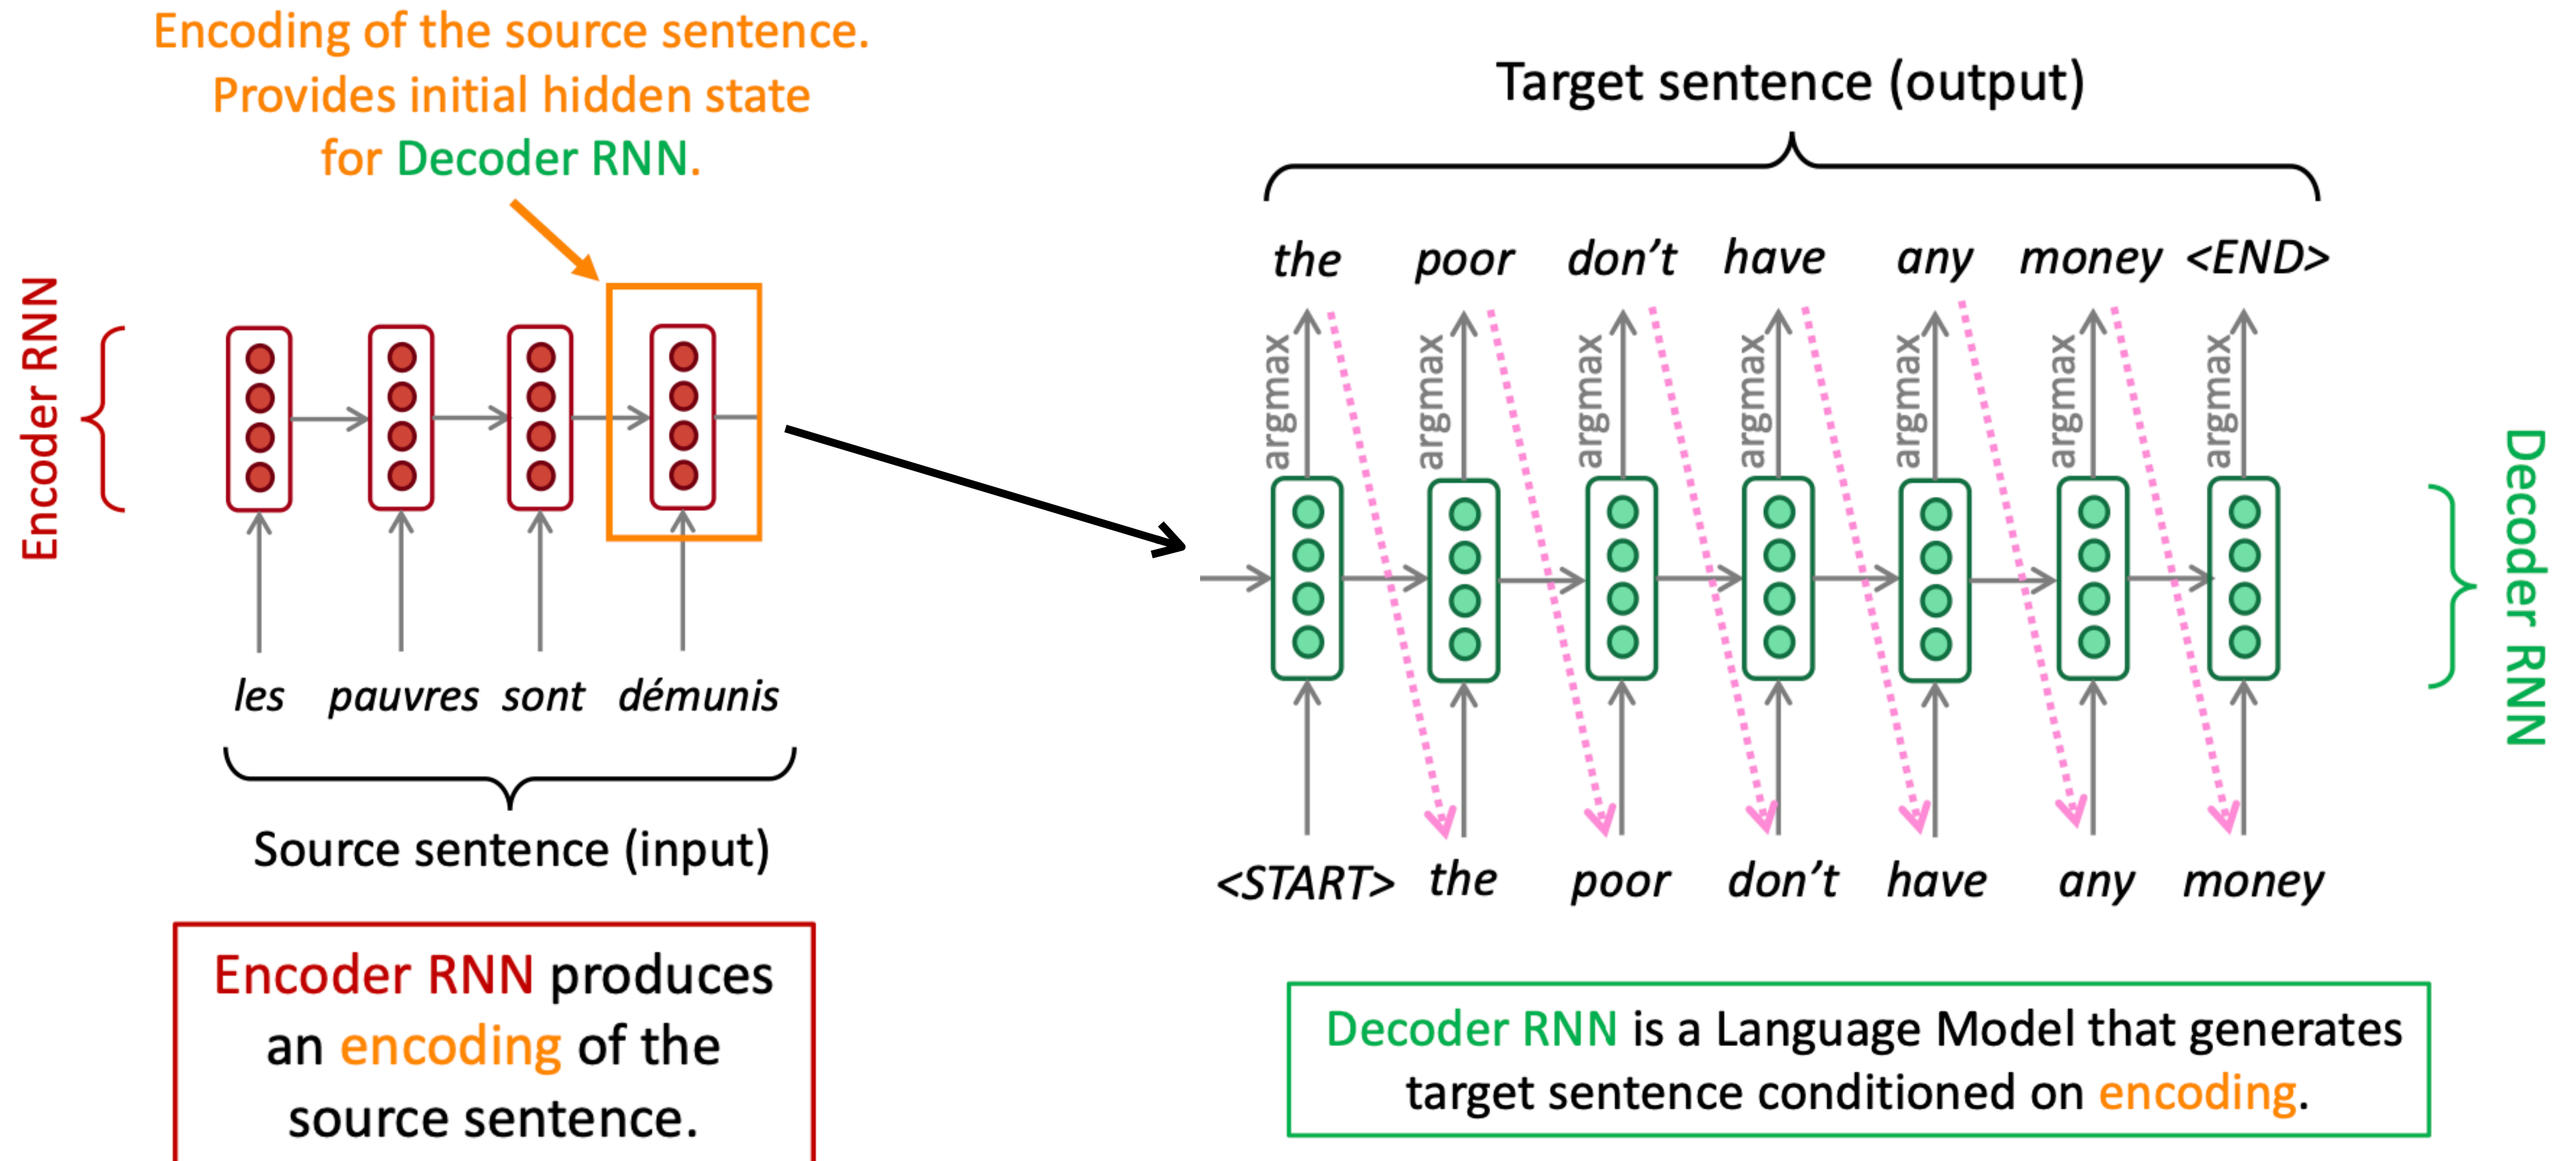 Encoding of the source sentence.
Provides initial hidden state
for Decoder RNN.
Encoder RNN
les pauvres sont démunis
Source sentence (input)
Encoder RNN produces
an encoding of the
source sentence.
Target sentence (output)
the poor don't have any money <END>
argmax argmax argmax argmax argmax argmax argmax
Decoder RNN
<START> the poor don't have any money
Decoder RNN is a Language Model that generates
target sentence conditioned on encoding.